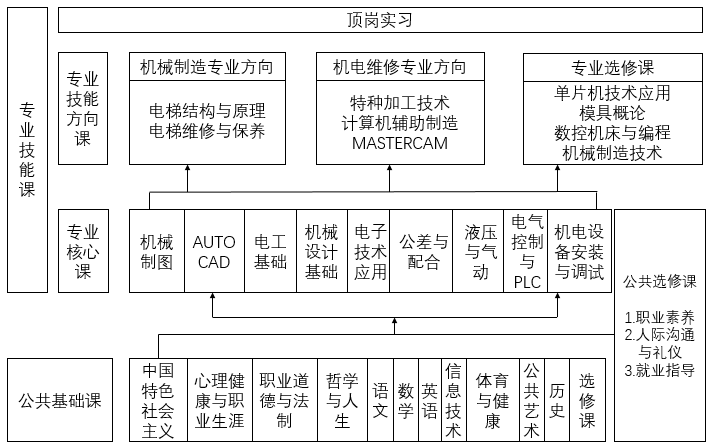 顶岗实习
专业技能课
专业
技能
方向
课
机械制造专业方向
电梯结构与原理
电梯维修与保养
机电维修专业方向
特种加工技术
计算机辅助制造
MASTERCAM
专业选修课
单片机技术应用
模具概论
数控机床与编程
机械制造技术
专业
核心
课
机械
制图
AUTO
CAD
电工
基础
机械
设计
基础
电子
技术
应用
公差与
配合
液压
与气
动
电气
控制
与
PLC
机电设
备安装
与调试
公共选修课
1.职业素养
2.人际沟通
与礼仪
3.就业指导
公共基础课
中国
特色
社会
主义
心理健
康与职
业生涯
职业道
德与法
制
哲学
与人
生
语文
数学
英语
信息
技术
体育
与健
康
公共
艺术
历史
选修
课